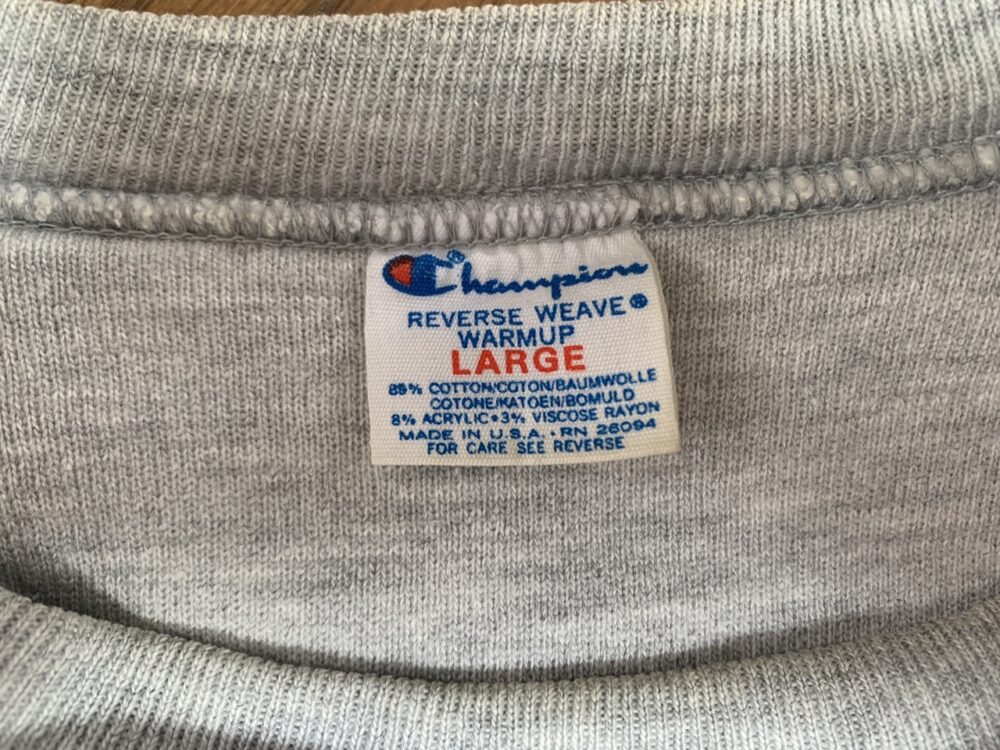 Champion®
REVERSE WEAVE®
WARMUP
LARGE
89% COTTON/COTON/BAUMWOLLE
COTONE/KATOEN/BOMULD
8% ACRYLIC•3% VISCOSE RAYON
MADE IN U.S.A. • RN 26094
FOR CARE SEE REVERSE